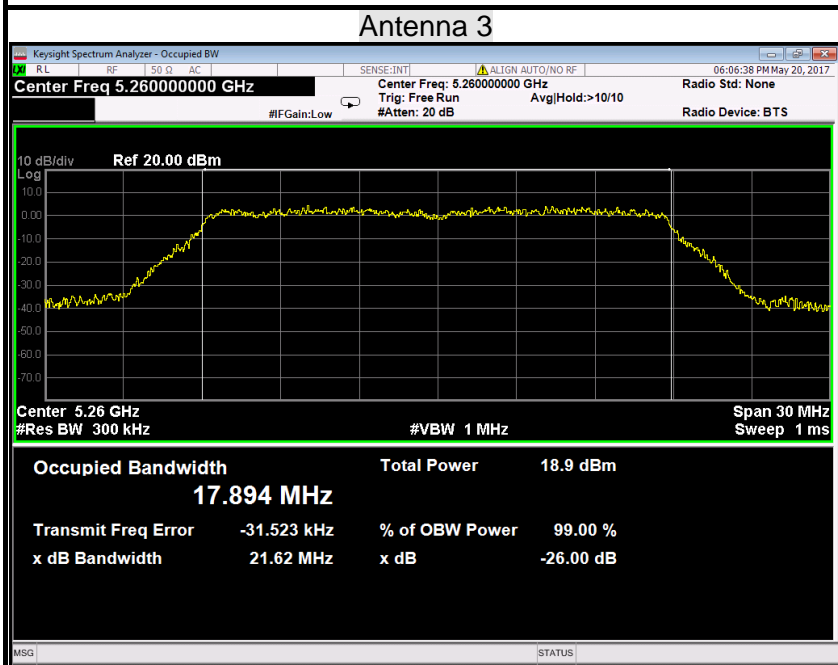 Antenna 3
Keysight Spectrum Analyzer - Occupied BW
LXI RL RF 50 Ω AC SENSE:INT ALIGN AUTO/NO RF 06:06:38 PM May 20, 2017
Center Freq 5.260000000 GHz Center Freq: 5.260000000 GHz Radio Std: None
Trig: Free Run Avg|Hold:>10/10
#IFGain:Low #Atten: 20 dB Radio Device: BTS
10 dB/div Ref 20.00 dBm
Log
10.0
0.00
-10.0
-20.0
-30.0
-40.0
-50.0
-60.0
-70.0
Center 5.26 GHz Span 30 MHz
#Res BW 300 kHz #VBW 1 MHz Sweep 1 ms
Occupied Bandwidth Total Power 18.9 dBm
17.894 MHz
Transmit Freq Error -31.523 kHz % of OBW Power 99.00 %
x dB Bandwidth 21.62 MHz x dB -26.00 dB
MSG STATUS